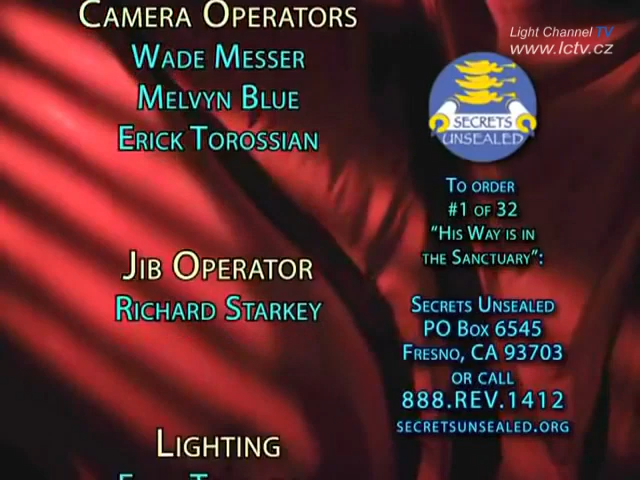 CAMERA OPERATORS
WADE MESSER
MELVYN BLUE
ERICK TOROSSIAN
JIB OPERATOR
RICHARD STARKEY
LIGHTING
Light Channel TV
www.lctv.cz
SECRETS
UNSEALED
TO ORDER
#1 OF 32
“HIS WAY IS IN
THE SANCTUARY”:
SECRETS UNSEALED
PO BOX 6545
FRESNO, CA 93703
OR CALL
888.REV.1412
SECRETSUNSEALED.ORG